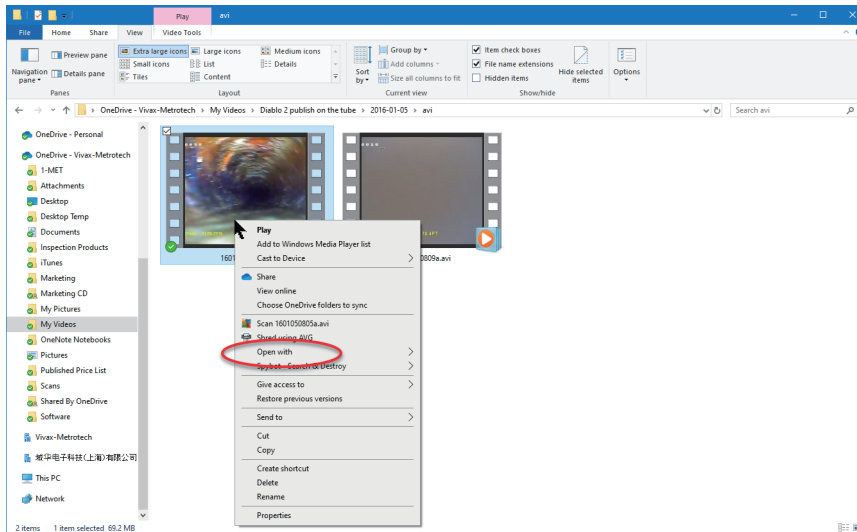 Play avi
File Home Share View Video Tools
Navigation pane
Preview pane
Details pane
Panes
Extra large icons Large icons Medium icons
Small icons List Details
Tiles Content
Layout
Sort by
Group by
Add columns
Size all columns to fit
Current view
Item check boxes
File name extensions
Hidden items
Hide selected items
Show/hide
Options
OneDrive - Vivax-Metrotech > My Videos > Diablo 2 publish on the tube > 2016-01-05 > avi
Search avi
OneDrive - Personal
OneDrive - Vivax-Metrotech
1-MET
Attachments
Desktop
Desktop Temp
Documents
Inspection Products
iTunes
Marketing
Marketing CD
My Pictures
My Videos
OneNote Notebooks
Pictures
Published Price List
Scans
Shared By OneDrive
Software
Vivax-Metrotech
域华电子科技(上海)有限公司
This PC
Network
1601
0809a.avi
Play
Add to Windows Media Player list
Cast to Device
Share
View online
Choose OneDrive folders to sync
Scan 1601050805a.avi
Shred using AVG
Open with
Spybot - Search & Destroy
Give access to
Restore previous versions
Send to
Cut
Copy
Create shortcut
Delete
Rename
Properties
2 items 1 item selected 69.2 MB